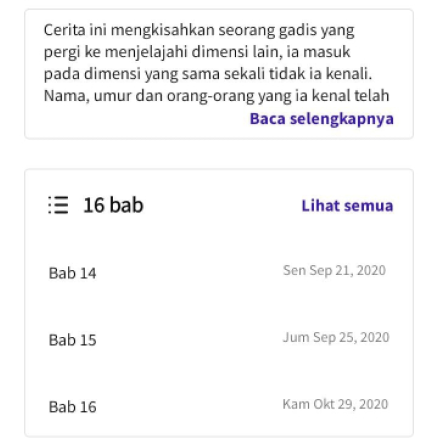 Cerita ini mengkisahkan seorang gadis yang
pergi ke menjelajahi dimensi lain, ia masuk
pada dimensi yang sama sekali tidak ia kenali.
Nama, umur dan orang-orang yang ia kenal telah
Baca selengkapnya
16 bab
Lihat semua
Bab 14
Sen Sep 21, 2020
Bab 15
Jum Sep 25, 2020
Bab 16
Kam Okt 29, 2020